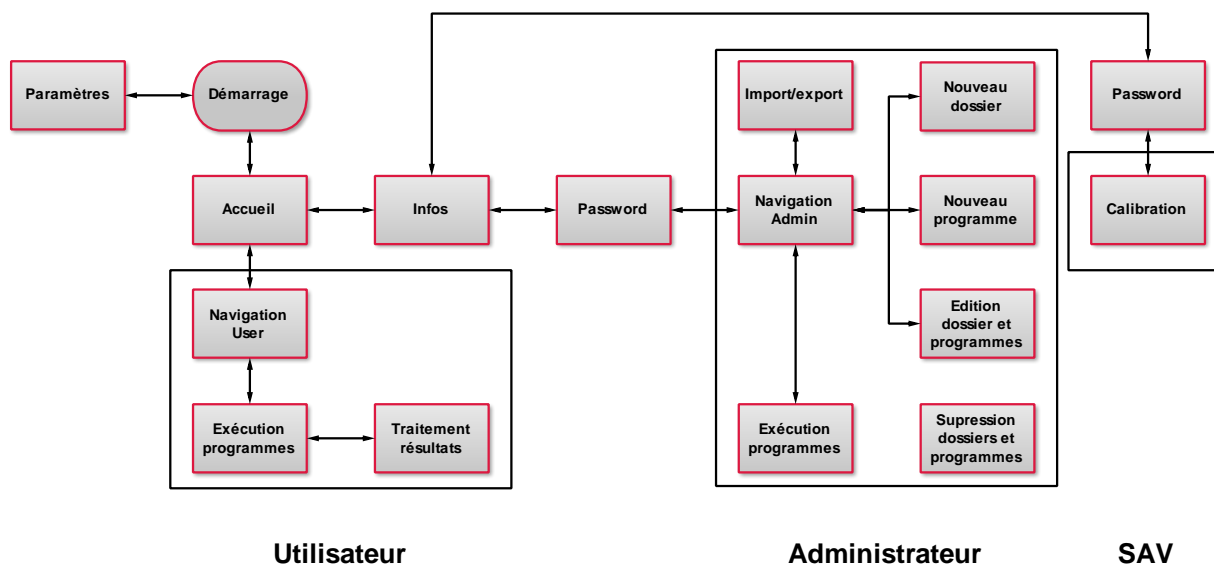 Paramètres
Démarrage
Import/export
Nouveau
dossier
Password
Accueil
Infos
Password
Navigation
Admin
Nouveau
programme
Calibration
Navigation
User
Edition
dossier et
programmes
Exécution
programmes
Traitement
résultats
Exécution
programmes
Supression
dossiers et
programmes
Utilisateur
Administrateur
SAV